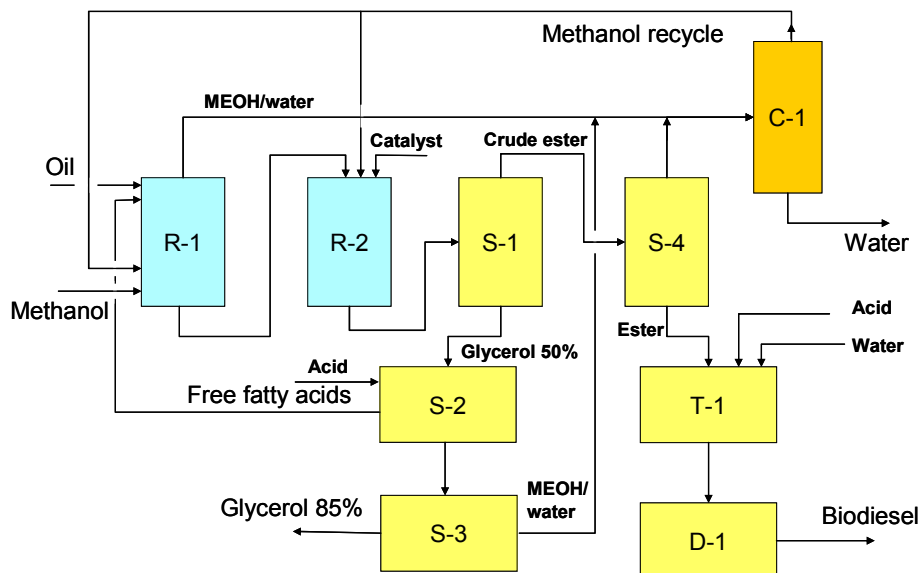 Methanol recycle
MEOH/water
C-1
Catalyst
Crude ester
Oil
R-1
R-2
S-1
S-4
Water
Methanol
Acid
Ester
Water
Glycerol 50%
Acid
Free fatty acids
S-2
T-1
MEOH/
water
Glycerol 85%
S-3
D-1
Biodiesel